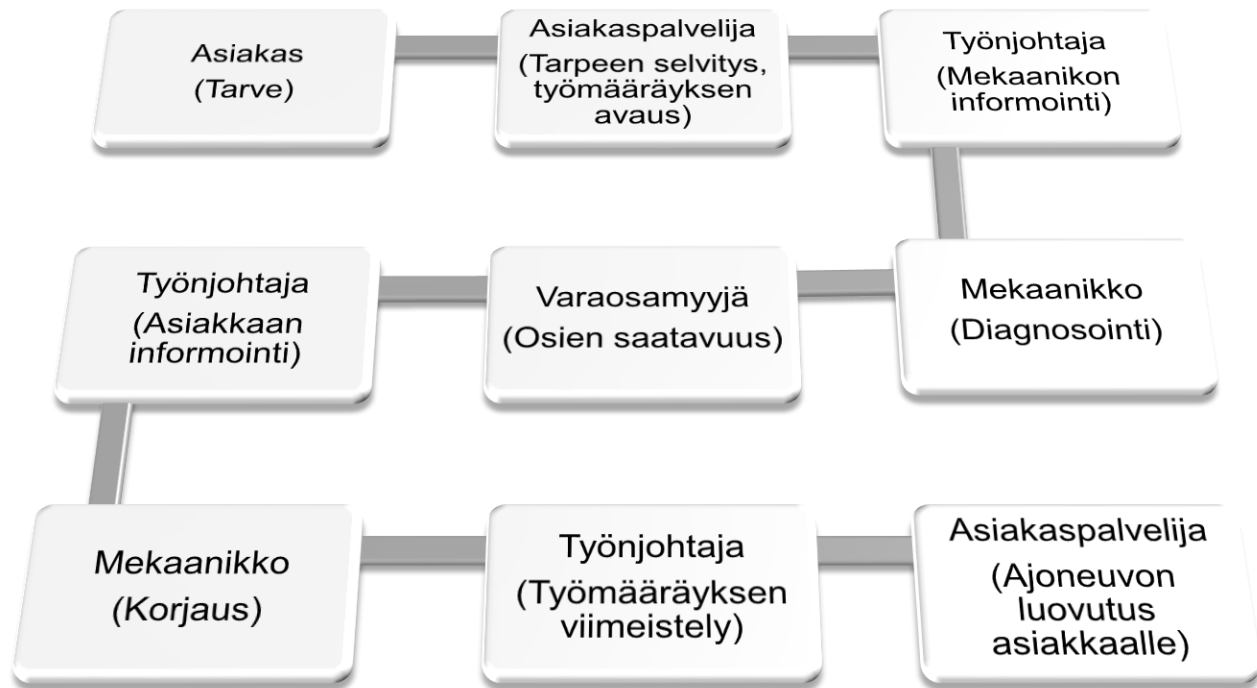 Asiakas
(Tarve)
Asiakaspalvelija
(Tarpeen selvitys,
työmääräyksen
avaus)
Työnjohtaja
(Mekaanikon
informointi)
Mekaanikko
(Diagnosointi)
Varaosamyyjä
(Osien saatavuus)
Työnjohtaja
(Asiakkaan
informointi)
Mekaanikko
(Korjaus)
Työnjohtaja
(Työmääräyksen
viimeistely)
Asiakaspalvelija
(Ajoneuvon
luovutus
asiakkaalle)